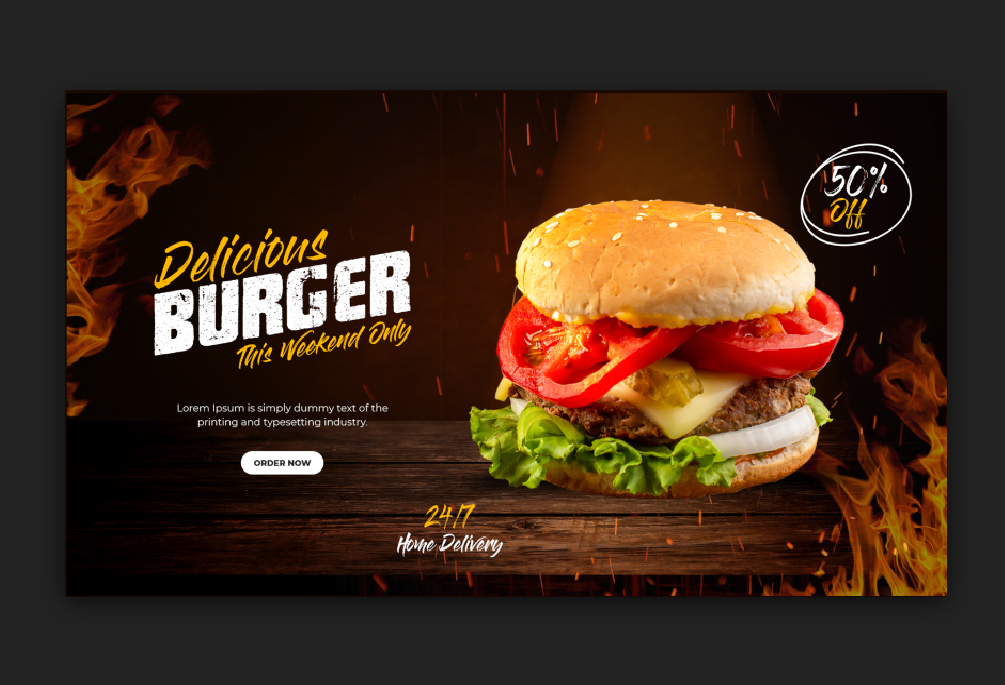 Delicious
BURGER
This Weekend Only
Lorem Ipsum is simply dummy text of the
printing and typesetting industry.
ORDER NOW
24/7
Home Delivery
50%
Off